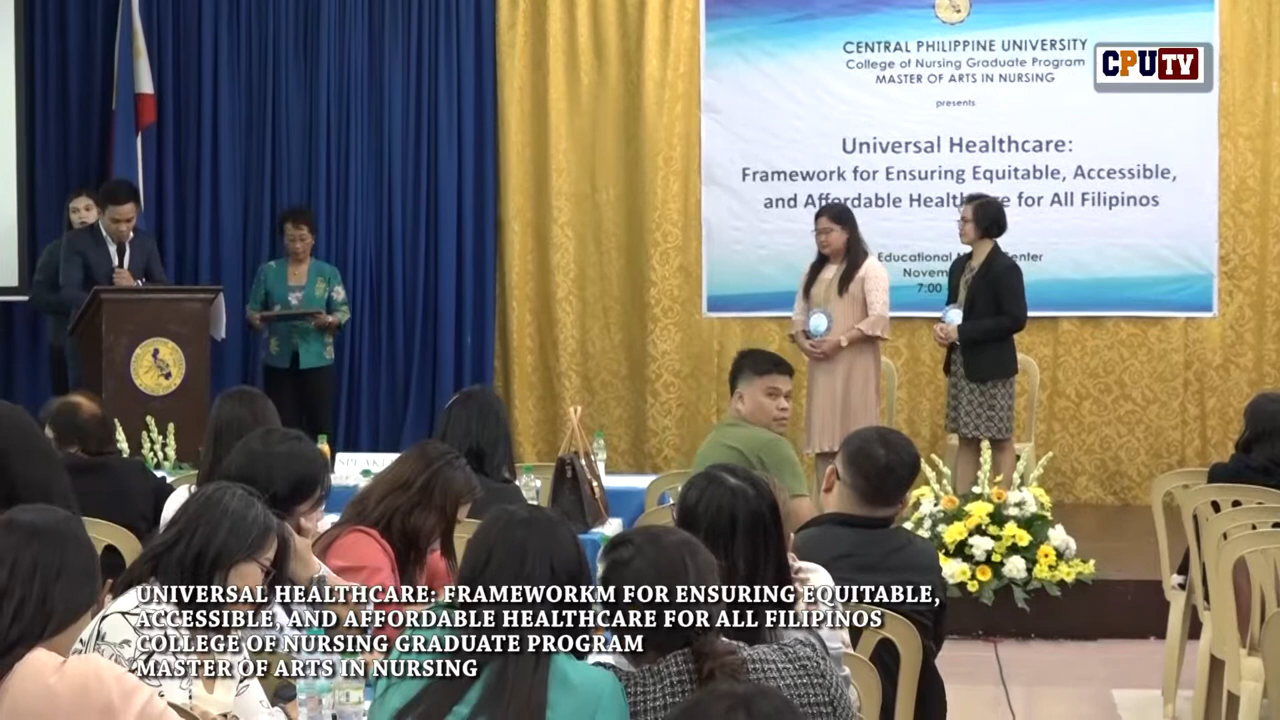 CENTRAL PHILIPPINE UNIVERSITY
College of Nursing Graduate Program
MASTER OF ARTS IN NURSING
presents
CPUTV
Universal Healthcare:
Framework for Ensuring Equitable, Accessible,
and Affordable Healthcare for All Filipinos
Educational Center
7:00
UNIVERSAL HEALTHCARE: FRAMEWORKM FOR ENSURING EQUITABLE,
ACCESSIBLE, AND AFFORDABLE HEALTHCARE FOR ALL FILIPINOS
COLLEGE OF NURSING GRADUATE PROGRAM
MASTER OF ARTS IN NURSING